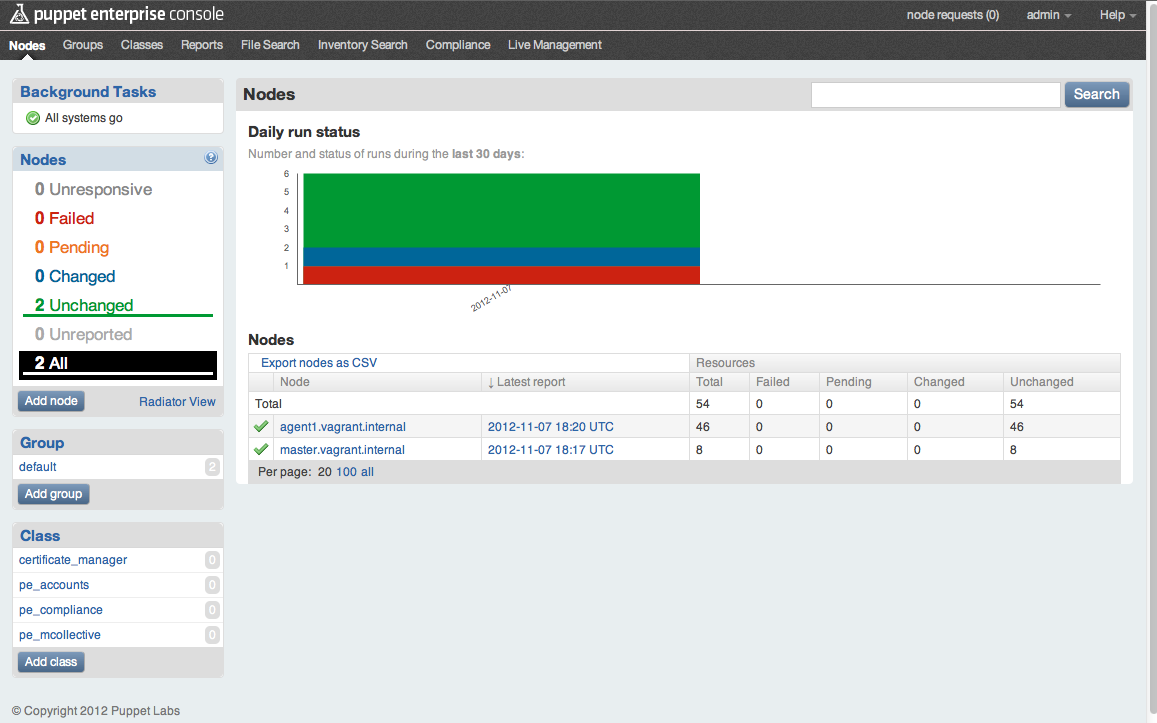 puppet enterprise console
node requests (0) admin Help
Nodes Groups Classes Reports File Search Inventory Search Compliance Live Management
Background Tasks
All systems go
Nodes ?
0 Unresponsive
0 Failed
0 Pending
0 Changed
2 Unchanged
0 Unreported
2 All
Add node Radiator View
Group
default 2
Add group
Class
certificate_manager 0
pe_accounts 0
pe_compliance 0
pe_mcollective 0
Add class
Nodes Search
Daily run status
Number and status of runs during the last 30 days:
6
5
4
3
2
1
2012-11-07
Nodes
Export nodes as CSV Resources
Node ↓ Latest report Total Failed Pending Changed Unchanged
Total 54 0 0 0 54
agent1.vagrant.internal 2012-11-07 18:20 UTC 46 0 0 0 46
master.vagrant.internal 2012-11-07 18:17 UTC 8 0 0 0 8
Per page: 20 100 all
© Copyright 2012 Puppet Labs